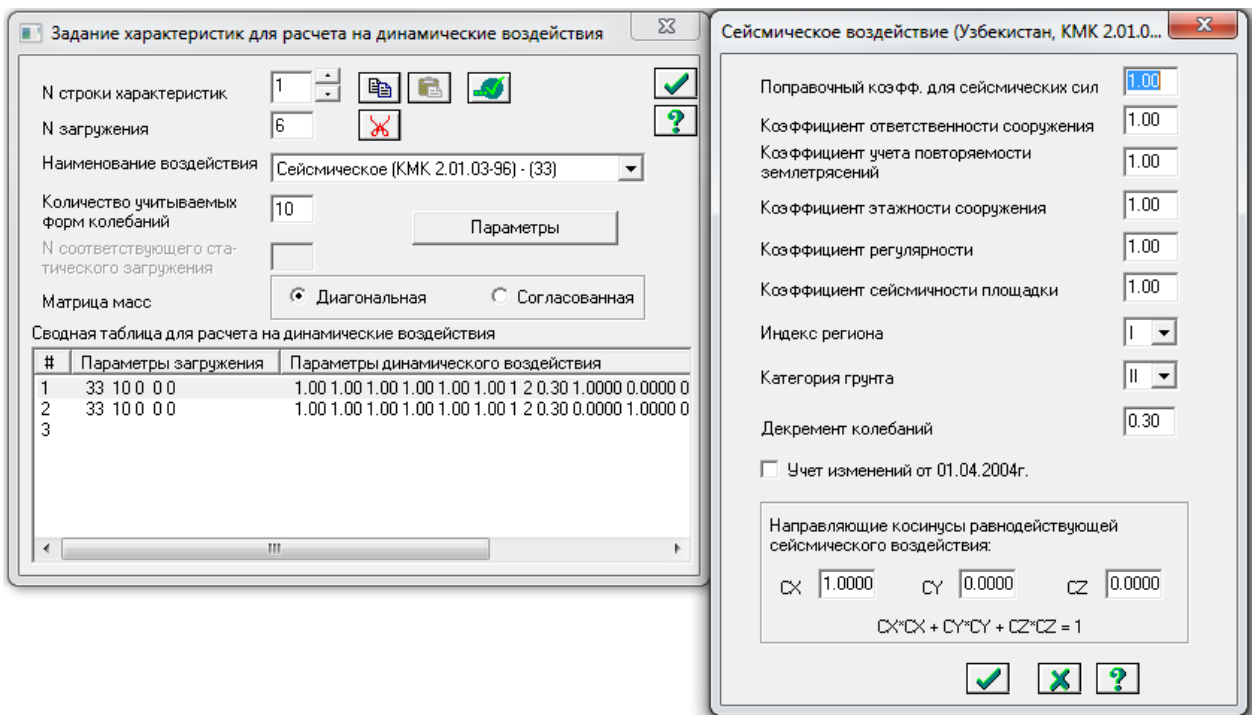 Задание характеристик для расчета на динамические воздействия
N строки характеристик
1
N загружения
6
Наименование воздействия
Сейсмическое (КМК 2.01.03-96) - (33)
Количество учитываемых
форм колебаний
10
Параметры
N соответствующего ста-
тического загружения
Матрица масс
Диагональная
Согласованная
Сводная таблица для расчета на динамические воздействия
# Параметры загружения Параметры динамического воздействия
1 33 10 0 0 0 1.00 1.00 1.00 1.00 1.00 1.00 1 2 0.30 1.0000 0.0000 0
2 33 10 0 0 0 1.00 1.00 1.00 1.00 1.00 1.00 1 2 0.30 0.0000 1.0000 0
3
Сейсмическое воздействие (Узбекистан, КМК 2.01.0...
Поправочный коэфф. для сейсмических сил 1.00
Коэффициент ответственности сооружения 1.00
Коэффициент учета повторяемости
землетрясений
1.00
Коэффициент этажности сооружения 1.00
Коэффициент регулярности 1.00
Коэффициент сейсмичности площадки 1.00
Индекс региона I
Категория грунта II
Декремент колебаний 0.30
Учет изменений от 01.04.2004г.
Направляющие косинусы равнодействующей
сейсмического воздействия:
CX 1.0000 CY 0.0000 CZ 0.0000
CX*CX + CY*CY + CZ*CZ = 1